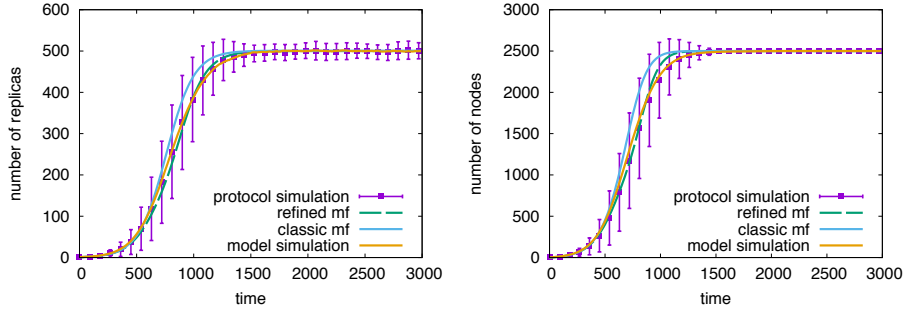 600
500
400
300
200
100
0
number of replicas
protocol simulation
refined mf
classic mf
model simulation
0 500 1000 1500 2000 2500 3000
time
3000
2500
2000
1500
1000
500
0
number of nodes
protocol simulation
refined mf
classic mf
model simulation
0 500 1000 1500 2000 2500 3000
time